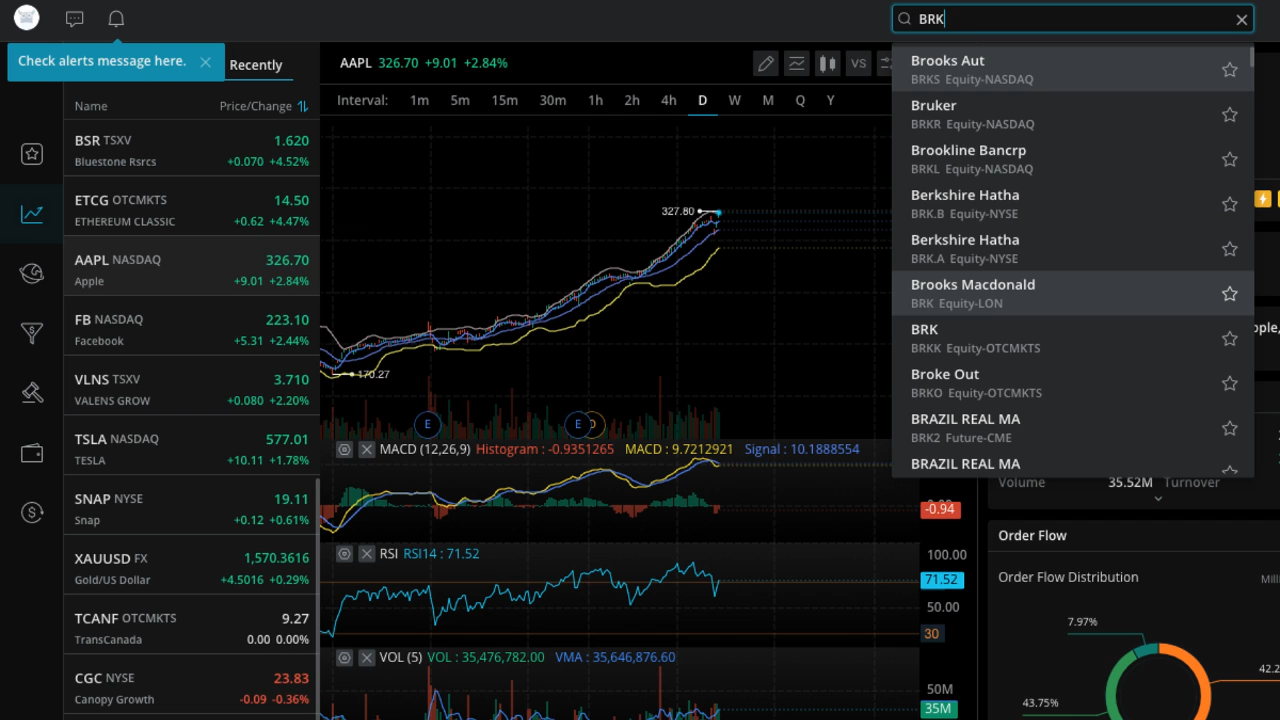 BRK
Check alerts message here.
Recently
Name Price/Change
BSR TSXV 1.620
Bluestone Rsrcs +0.070 +4.52%
ETCG OTCMKTS 14.50
ETHEREUM CLASSIC +0.62 +4.47%
AAPL NASDAQ 326.70
Apple +9.01 +2.84%
FB NASDAQ 223.10
Facebook +5.31 +2.44%
VLNS TSXV 3.710
VALENS GROW +0.080 +2.20%
TSLA NASDAQ 577.01
TESLA +10.11 +1.78%
SNAP NYSE 19.11
Snap +0.12 +0.61%
XAUUSD FX 1,570.3616
Gold/US Dollar +4.5016 +0.29%
TCANF OTCMKTS 9.27
TransCanada 0.00 0.00%
CGC NYSE 23.83
Canopy Growth -0.09 -0.36%
AAPL 326.70 +9.01 +2.84%
VS
Interval: 1m 5m 15m 30m 1h 2h 4h D W M Q Y
327.80
170.27
E E D
MACD (12,26,9) Histogram : -0.9351265 MACD : 9.7212921 Signal : 10.1888554
-0.94
RSI RSI14 : 71.52
100.00
71.52
50.00
30
VOL (5) VOL : 35,476,782.00 VMA : 35,646,876.60
50M
35M
Brooks Aut
BRKS Equity-NASDAQ
Bruker
BRKR Equity-NASDAQ
Brookline Bancrp
BRKL Equity-NASDAQ
Berkshire Hatha
BRK.B Equity-NYSE
Berkshire Hatha
BRK.A Equity-NYSE
Brooks Macdonald
BRK Equity-LON
BRK
BRKK Equity-OTCMKTS
Broke Out
BRKO Equity-OTCMKTS
BRAZIL REAL MA
BRK2 Future-CME
BRAZIL REAL MA
Volume 35.52M Turnover
Order Flow
Order Flow Distribution
7.97%
43.75%